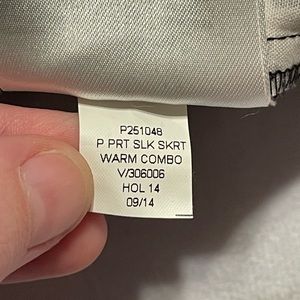 P251048
P PRT SLK SKRT
WARM COMBO
V/306006
HOL 14
09/14